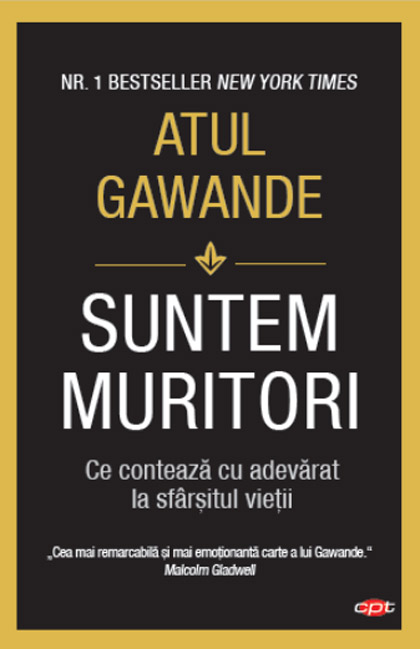 NR. 1 BESTSELLER NEW YORK TIMES
ATUL
GAWANDE
SUNTEM
MURITORI
Ce contează cu adevărat
la sfârșitul vieții
„Cea mai remarcabilă și mai emoționantă carte a lui Gawande.“
Malcolm Gladwell
cpt